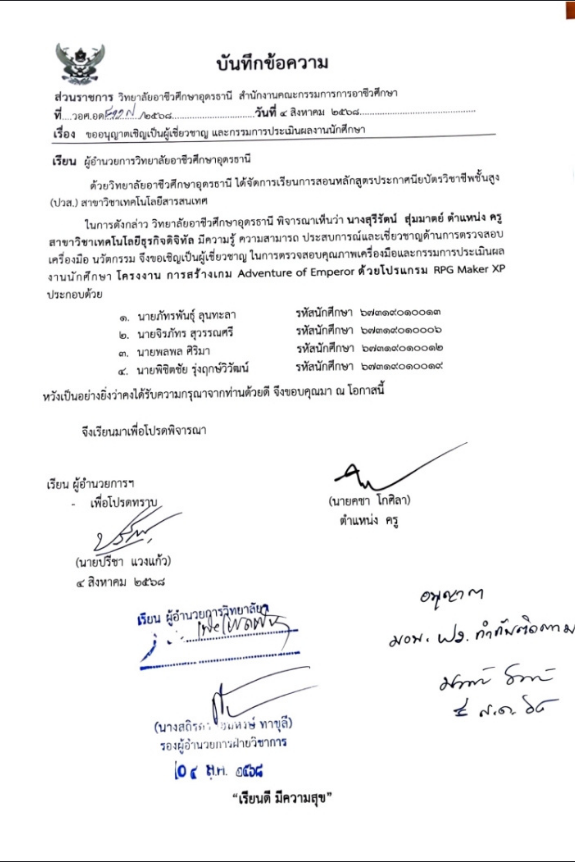 บันทึกข้อความ
ส่วนราชการ วิทยาลัยอาชีวศึกษาอุดรธานี สำนักงานคณะกรรมการการอาชีวศึกษา
ที่....วอศ.อด /๒๕๖๘ วันที่ ๔ สิงหาคม ๒๕๖๘
เรื่อง ขออนุญาตเชิญเป็นผู้เชี่ยวชาญ และกรรมการประเมินผลงานนักศึกษา
เรียน ผู้อำนวยการวิทยาลัยอาชีวศึกษาอุดรธานี
ด้วยวิทยาลัยอาชีวศึกษาอุดรธานี ได้จัดการเรียนการสอนหลักสูตรประกาศนียบัตรวิชาชีพชั้นสูง
(ปวส.) สาขาวิชาเทคโนโลยีสารสนเทศ
ในการดังกล่าว วิทยาลัยอาชีวศึกษาอุดรธานี พิจารณาเห็นว่า นางสุรีรัตน์ สุ่มมาตย์ ตำแหน่ง ครู
สาขาวิชาเทคโนโลยีธุรกิจดิจิทัล มีความรู้ ความสามารถ ประสบการณ์และเชี่ยวชาญด้านการตรวจสอบ
เครื่องมือ นวัตกรรม จึงขอเชิญเป็นผู้เชี่ยวชาญ ในการตรวจสอบคุณภาพเครื่องมือและกรรมการประเมินผล
งานนักศึกษา โครงงาน การสร้างเกม Adventure of Emperor ด้วยโปรแกรม RPG Maker XP
ประกอบด้วย
๑. นายภัทรพันธุ์ ลุนทะลา รหัสนักศึกษา ๖๗๓๑๙๐๑๐๐๑๓
๒. นายจิรภัทร สุวรรณศรี รหัสนักศึกษา ๖๗๓๑๙๐๑๐๐๐๖
๓. นายพลพล ศิริมา รหัสนักศึกษา ๖๗๓๑๙๐๑๐๐๑๒
๔. นายพิชิตชัย รุ่งฤกษ์วิวัฒน์ รหัสนักศึกษา ๖๗๓๑๙๐๑๐๐๑๙
หวังเป็นอย่างยิ่งว่าคงได้รับความกรุณาจากท่านด้วยดี จึงขอบคุณมา ณ โอกาสนี้
จึงเรียนมาเพื่อโปรดพิจารณา
(นายคชา โกศิลา)
ตำแหน่ง ครู
เรียน ผู้อำนวยการฯ
- เพื่อโปรดทราบ
(นายปรีชา แวงแก้ว)
๔ สิงหาคม ๒๕๖๘
อนุญาต
เรียน ผู้อำนวยการวิทยาลัยฯ
ทาชุลี)
รองผู้อำนวยการฝ่ายวิชาการ
๐๔ ส.ค. ๒๕๖๘
“เรียนดี มีความสุข”